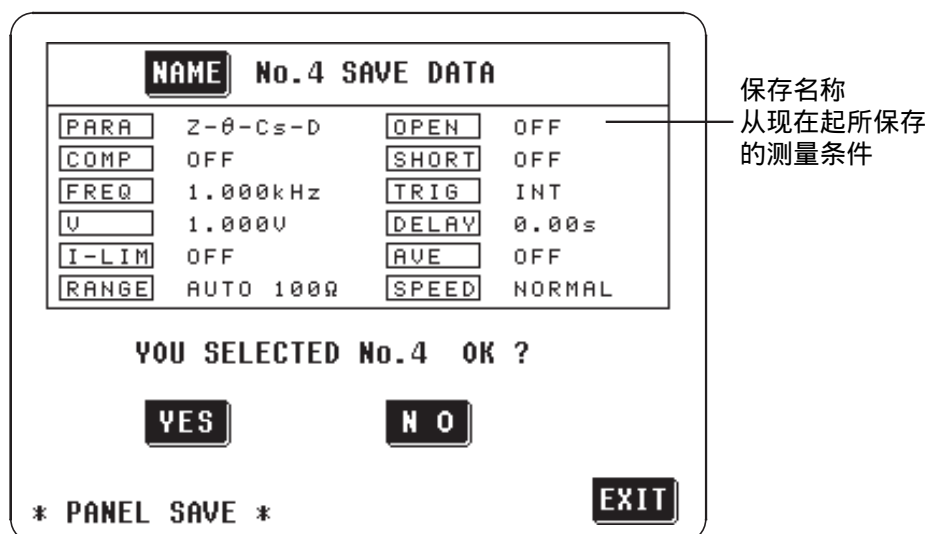 NAME No.4 SAVE DATA
PARA Z-θ-Cs-D OPEN OFF
COMP OFF SHORT OFF
FREQ 1.000kHz TRIG INT
V 1.000V DELAY 0.00s
I-LIM OFF AVE OFF
RANGE AUTO 100Ω SPEED NORMAL
YOU SELECTED No.4 OK ?
YES N O
EXIT
* PANEL SAVE *
保存名称
从现在起所保存
的测量条件